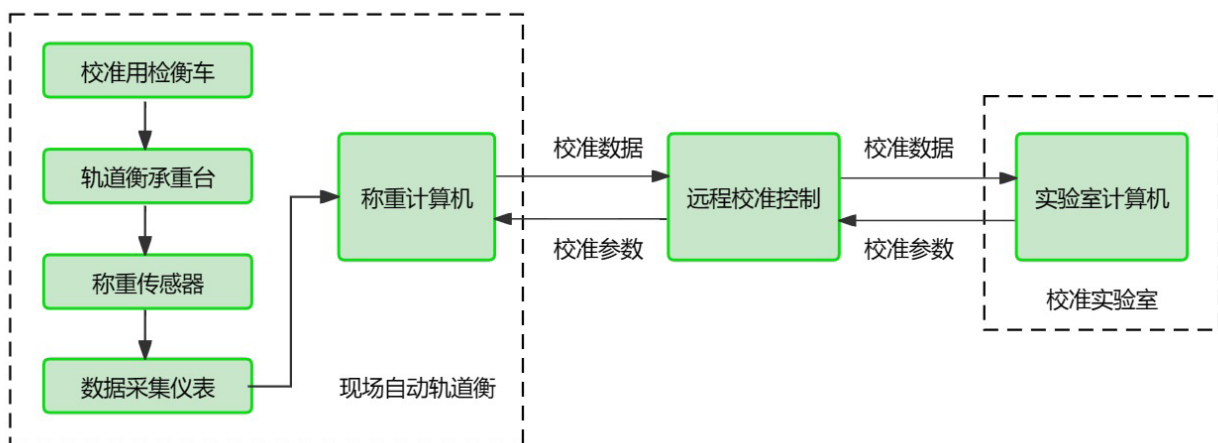 校准用检衡车
轨道衡承重台
称重传感器
数据采集仪表
称重计算机
现场自动轨道衡
校准数据
校准参数
远程校准控制
校准数据
校准参数
实验室计算机
校准实验室